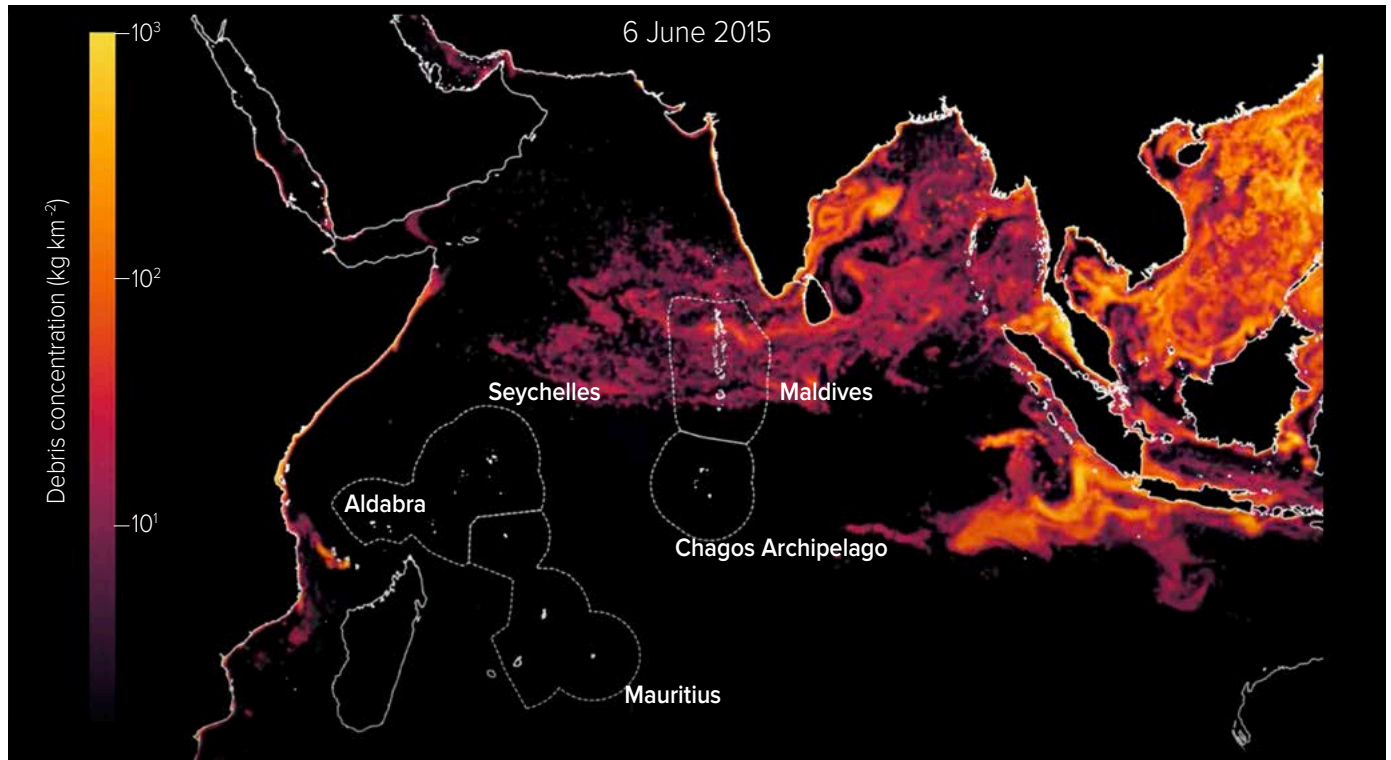 6 June 2015
10³
10²
10¹
Debris concentration (kg km⁻²)
Seychelles
Maldives
Aldabra
Chagos Archipelago
Mauritius